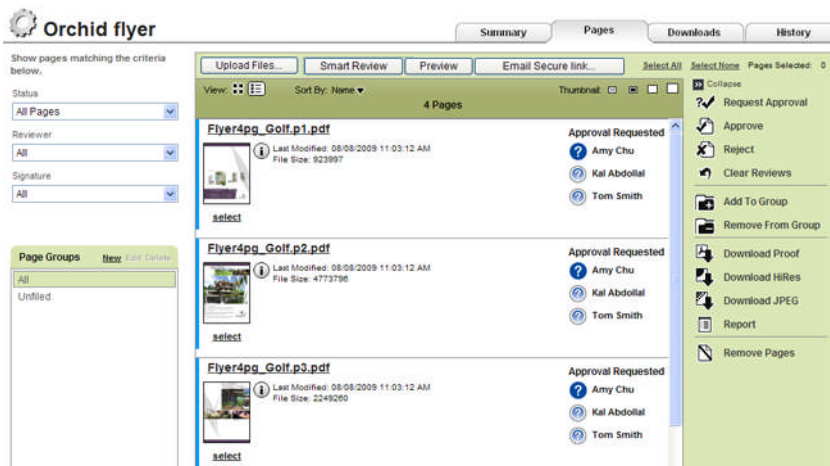 Orchid flyer
Summary
Pages
Downloads
History
Show pages matching the criteria
below.
Status
All Pages
Reviewer
All
Signature
All
Page Groups New Edit Delete
All
Unfiled
Upload Files... Smart Review Preview Email Secure link... Select All Select None Pages Selected: 0
View: Sort By: Name ▼ Thumbnail:
4 Pages
Flyer4pg_Golf.p1.pdf
Last Modified: 08/08/2009 11:03:12 AM
File Size: 923997
select
Approval Requested
Amy Chu
Kal Abdollal
Tom Smith
Flyer4pg_Golf.p2.pdf
Last Modified: 08/08/2009 11:03:12 AM
File Size: 4773796
select
Approval Requested
Amy Chu
Kal Abdollal
Tom Smith
Flyer4pg_Golf.p3.pdf
Last Modified: 08/08/2009 11:03:12 AM
File Size: 2249260
select
Approval Requested
Amy Chu
Kal Abdollal
Tom Smith
Collapse
Request Approval
Approve
Reject
Clear Reviews
Add To Group
Remove From Group
Download Proof
Download HiRes
Download JPEG
Report
Remove Pages